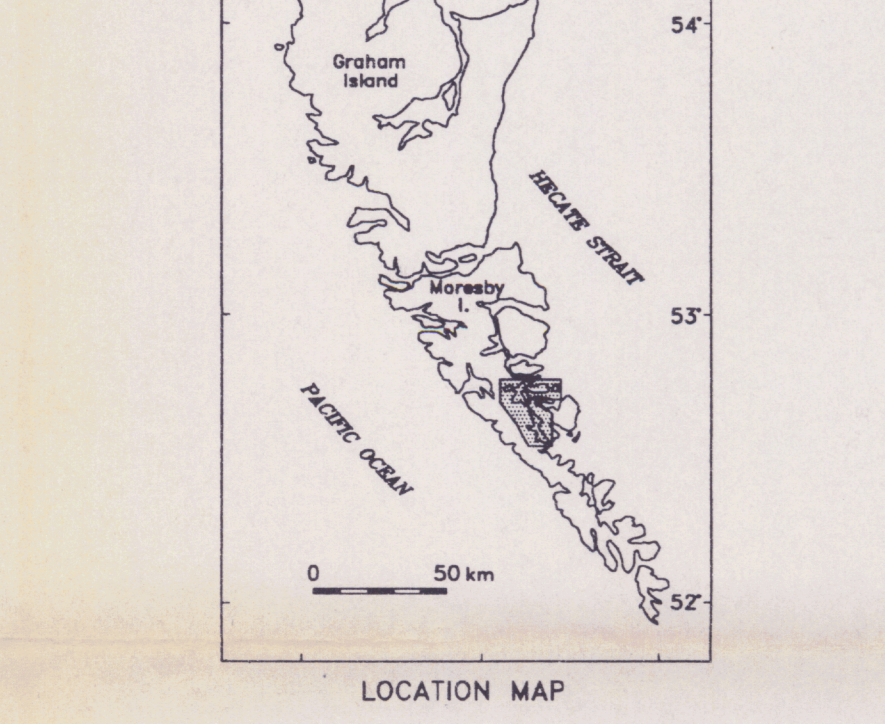 54°
Graham
Island
HECATE STRAIT
Moresby
I.
53°
PACIFIC OCEAN
0 50 km
52°
LOCATION MAP